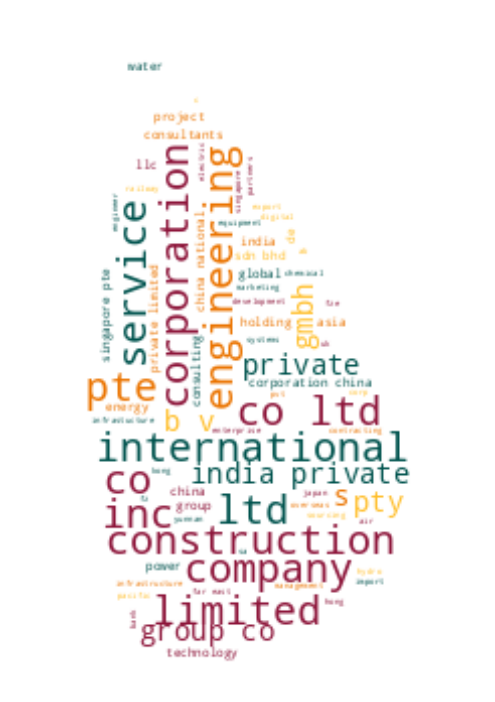 water
project
consultants
electric
llc
corporation
engineering
singapore
partners
railway
engineer
service
export
digital
equipment
china national
private limited
india
de
sdn bhd
singapore pte
global
chemical
marketing
gmbh
development
holding
asia
systems
consulting
private
corporation china
pte
energy
infrastructure
b v
co ltd
enterprise
contracting
international
co
hong
india private
inc
china
group
yunnan
ltd
japan
overseas
s
pty
sourcing
air
construction
power
company
hydro
import
infrastructure
management
pacific
far east
limited
hong
bank
group co
technology